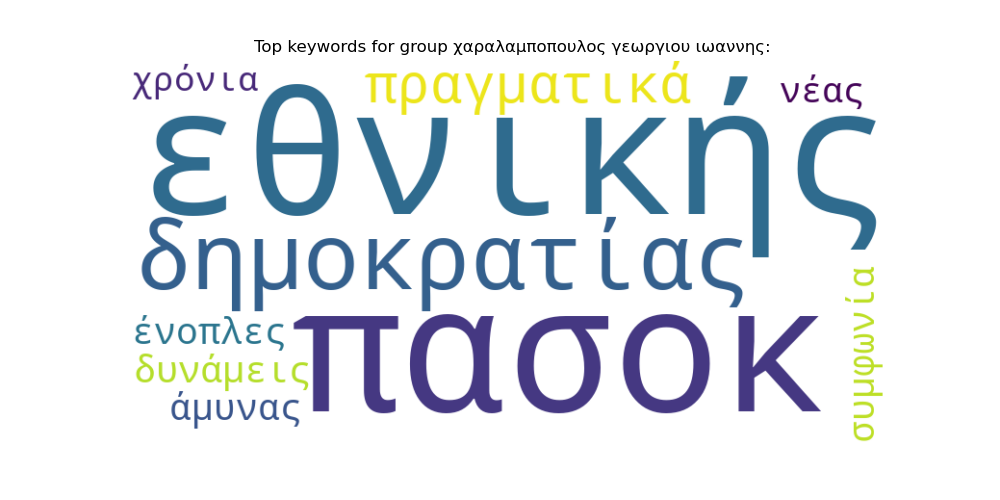 Top keywords for group χαραλαμποπουλος γεωργιου ιωαννης:
χρόνια
πραγματικά
νέας
εθνικής
δημοκρατίας
συμφωνία
ένοπλες
πασοκ
δυνάμεις
άμυνας